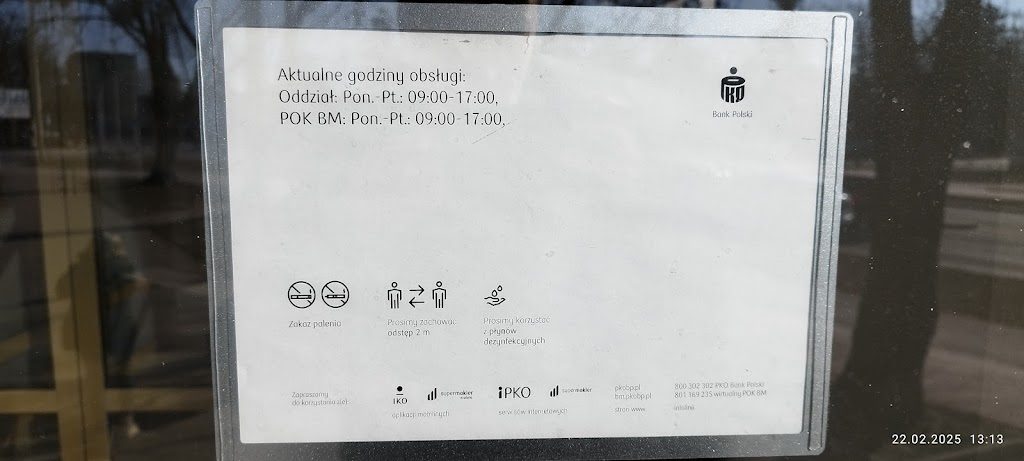 Aktualne godziny obsługi:
Oddział: Pon.-Pt.: 09:00-17:00,
POK BM: Pon.-Pt.: 09:00-17:00,
PKO
Bank Polski
Zakaz palenia
Prosimy zachować
odstęp 2 m
Prosimy korzystać
z płynów
dezynfekcyjnych
Zapraszamy
do korzystania z/e:
IKO
supermakler
aplikacji mobilnych
iPKO
supermakler
serwisów internetowych
pkobp.pl
bm.pkobp.pl
stron www
800 302 302 PKO Bank Polski
801 369 235 wirtualny POK BM
infolinii
22.02.2025 13:13